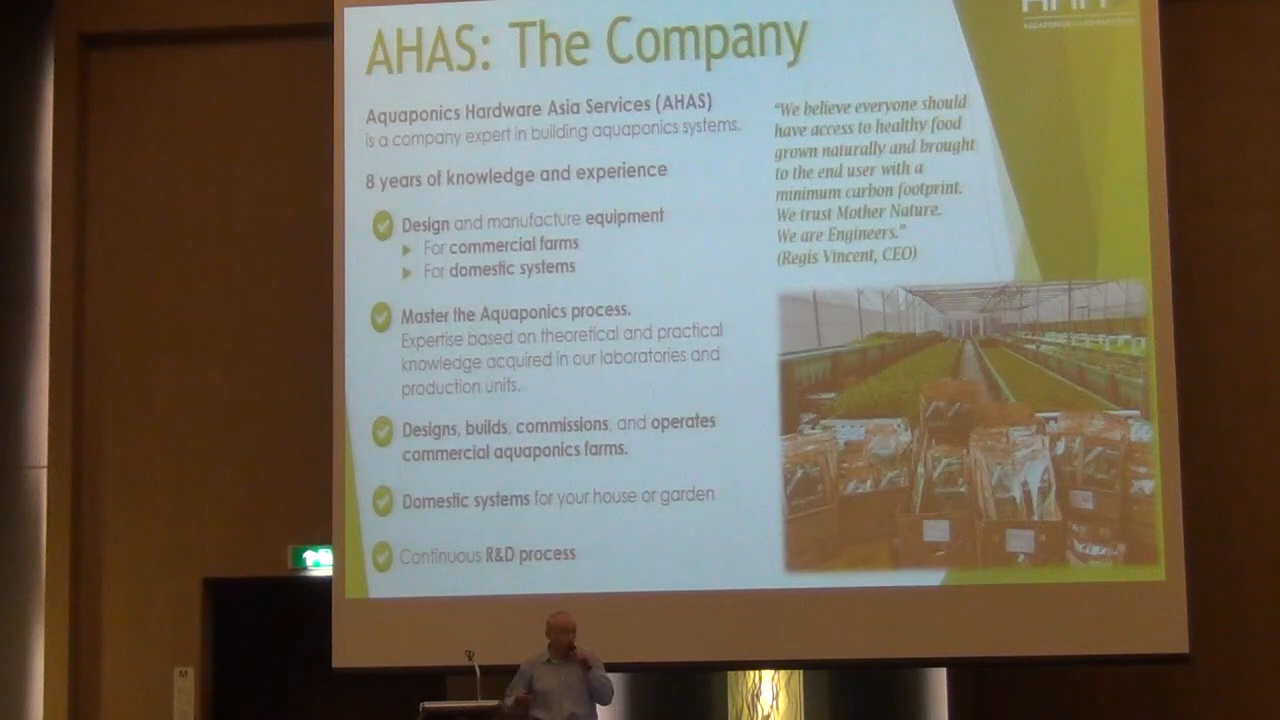 AHAS: The Company
Aquaponics Hardware Asia Services (AHAS)
is a company expert in building aquaponics systems.
8 years of knowledge and experience
Design and manufacture equipment
For commercial farms
For domestic systems
Master the Aquaponics process.
Expertise based on theoretical and practical
knowledge acquired in our laboratories and
production units.
Designs, builds, commissions, and operates
commercial aquaponics farms.
Domestic systems for your house or garden
Continuous R&D process
“We believe everyone should
have access to healthy food
grown naturally and brought
to the end user with a
minimum carbon footprint.
We trust Mother Nature.
We are Engineers.”
(Regis Vincent, CEO)
M